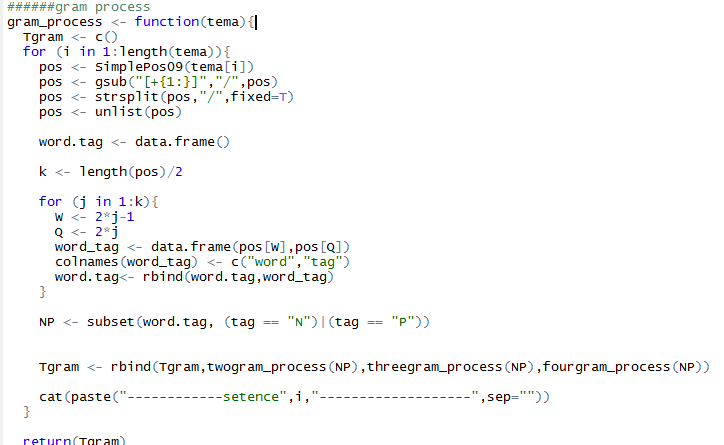 ######gram process
gram_process <- function(tema){
  Tgram <- c()
  for (i in 1:length(tema)){
    pos <- SimplePos09(tema[i])
    pos <- gsub("[+{1:}]","/",pos)
    pos <- strsplit(pos,"/",fixed=T)
    pos <- unlist(pos)

    word.tag <- data.frame()

    k <- length(pos)/2

    for (j in 1:k){
      W <- 2*j-1
      Q <- 2*j
      word_tag <- data.frame(pos[W],pos[Q])
      colnames(word_tag) <- c("word","tag")
      word.tag<- rbind(word.tag,word_tag)
    }

    NP <- subset(word.tag, (tag == "N")|(tag == "P"))


    Tgram <- rbind(Tgram,twogram_process(NP),threegram_process(NP),fourgram_process(NP))

    cat(paste("------------setence",i,"-------------------",sep=""))
  }

  return(Tgram)